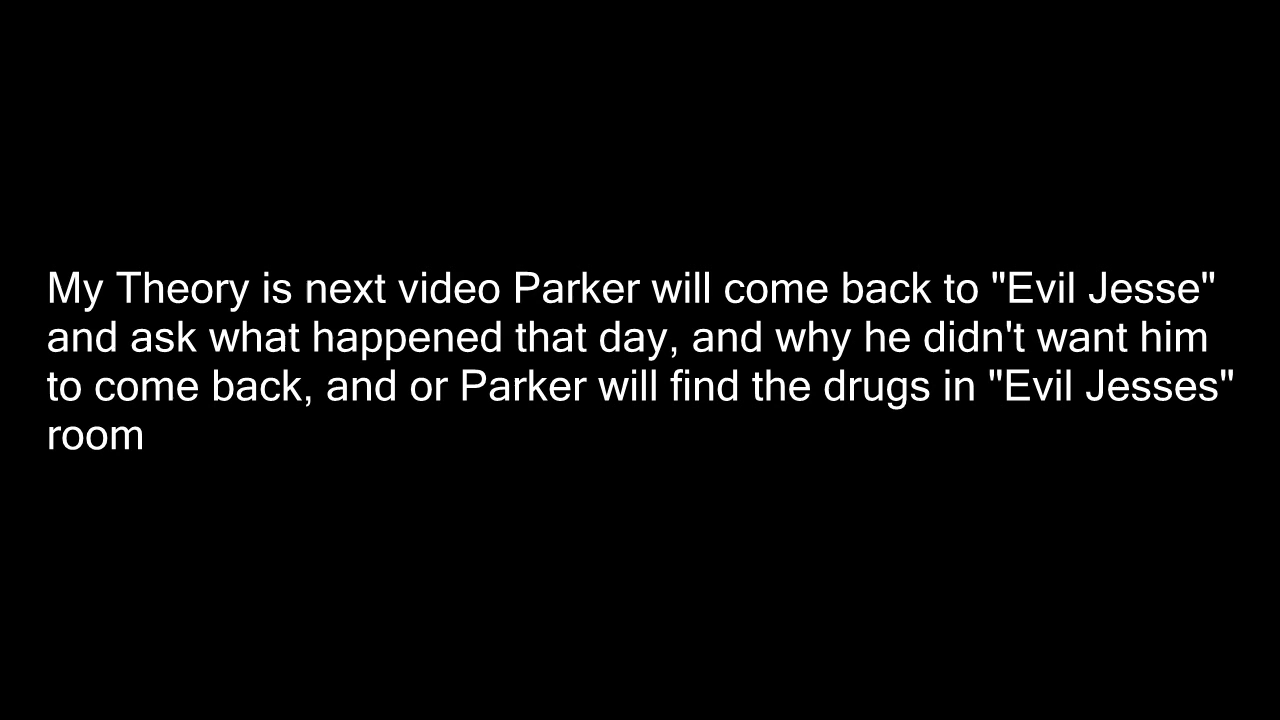 My Theory is next video Parker will come back to "Evil Jesse"
and ask what happened that day, and why he didn't want him
to come back, and or Parker will find the drugs in "Evil Jesses"
room